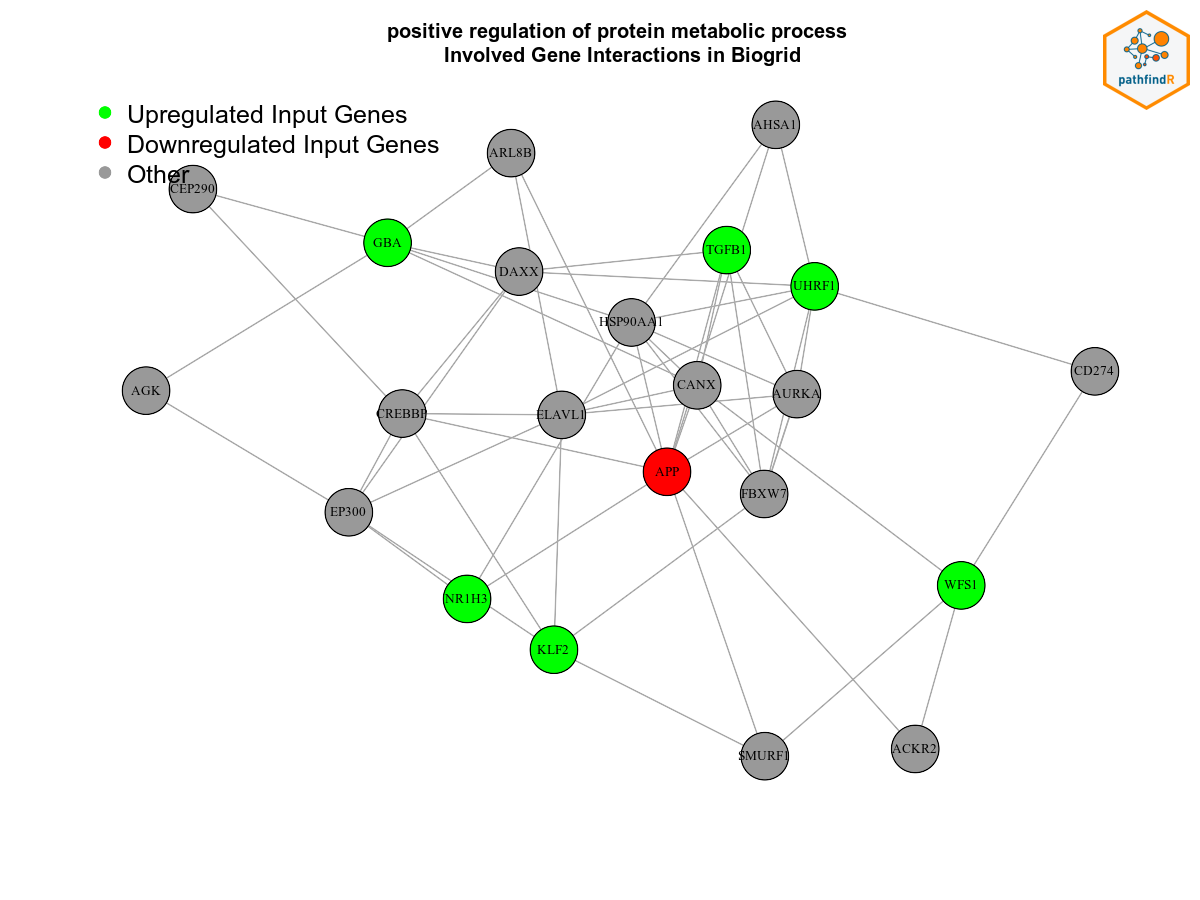 positive regulation of protein metabolic process
Involved Gene Interactions in Biogrid
pathfindR
Upregulated Input Genes
Downregulated Input Genes
Other
AHSA1
ARL8B
CEP290
GBA
TGFB1
DAXX
UHRF1
HSP90AA1
CD274
CANX
AGK
AURKA
CREBBP
ELAVL1
APP
FBXW7
EP300
WFS1
NR1H3
KLF2
ACKR2
SMURF1